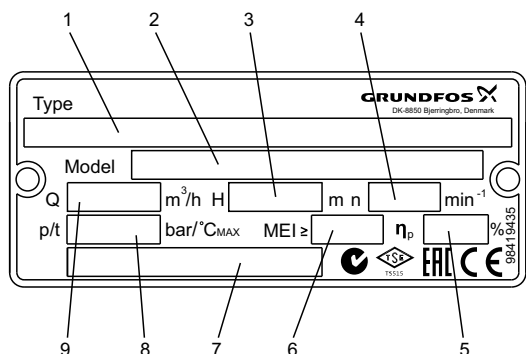 1 2 3 4
GRUNDFOS
DK-8850 Bjerringbro, Denmark
Type
Model
Q m³/h H m n min⁻¹
p/t bar/°CMAX MEI ≥ ηp %
TSE
TS515
EAC CE
98419435
9 8 7 6 5